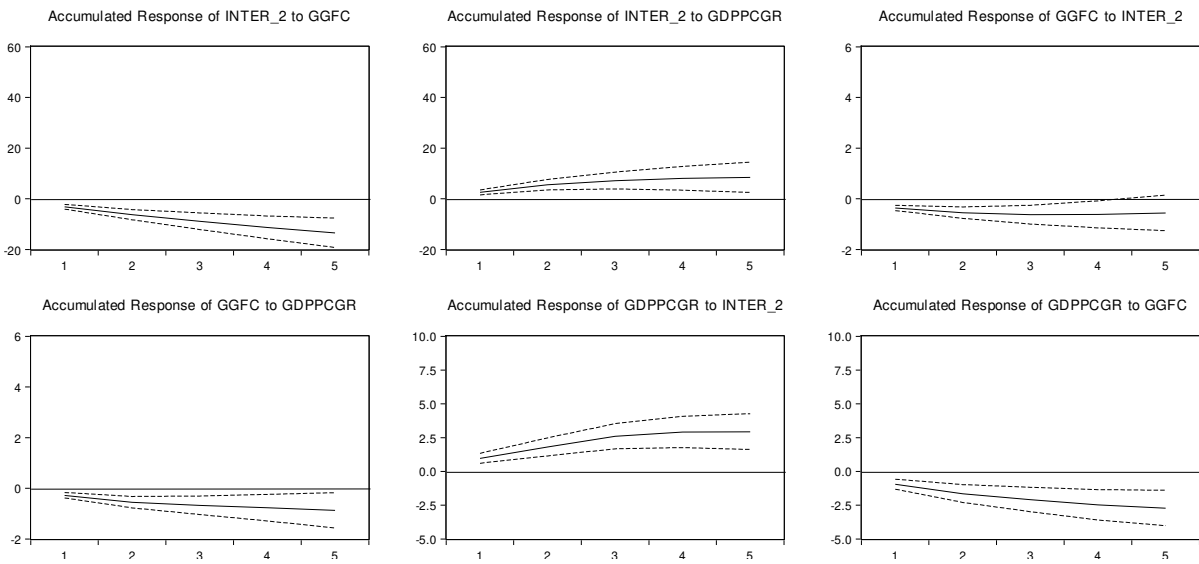 Accumulated Response of INTER_2 to GGFC
60
40
20
0
-20
1 2 3 4 5
Accumulated Response of INTER_2 to GDPPCGR
60
40
20
0
-20
1 2 3 4 5
Accumulated Response of GGFC to INTER_2
6
4
2
0
-2
1 2 3 4 5
Accumulated Response of GGFC to GDPPCGR
6
4
2
0
-2
1 2 3 4 5
Accumulated Response of GDPPCGR to INTER_2
10.0
7.5
5.0
2.5
0.0
-2.5
-5.0
1 2 3 4 5
Accumulated Response of GDPPCGR to GGFC
10.0
7.5
5.0
2.5
0.0
-2.5
-5.0
1 2 3 4 5